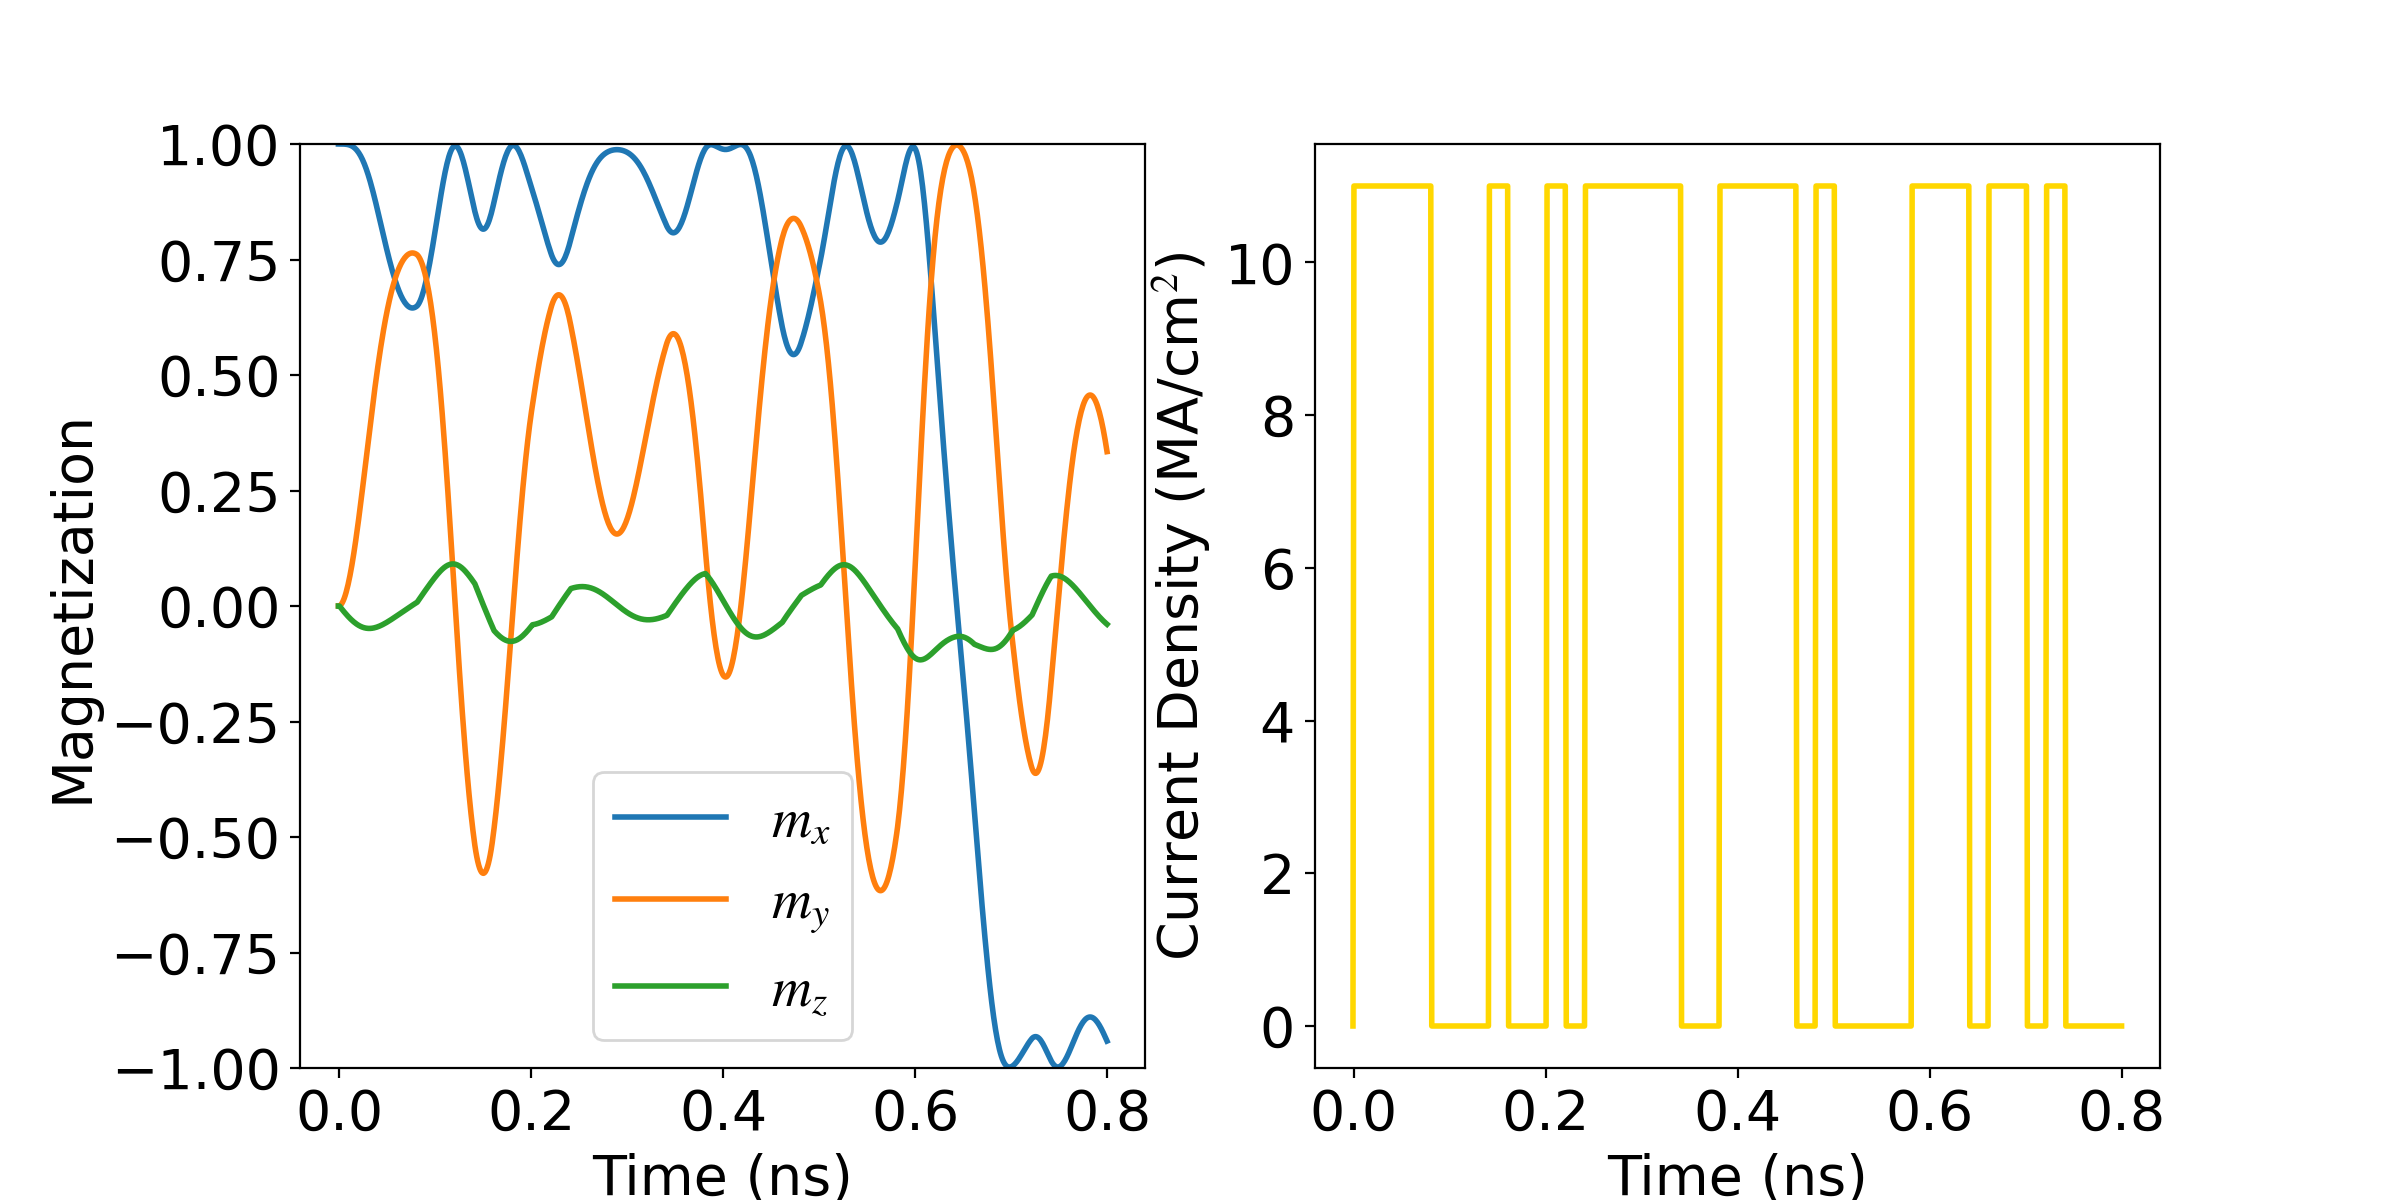 1.00
0.75
0.50
0.25
0.00
−0.25
−0.50
−0.75
−1.00
Magnetization
0.0 0.2 0.4 0.6 0.8
Time (ns)
m_x
m_y
m_z
Current Density (MA/cm²)
10
8
6
4
2
0
0.0 0.2 0.4 0.6 0.8
Time (ns)